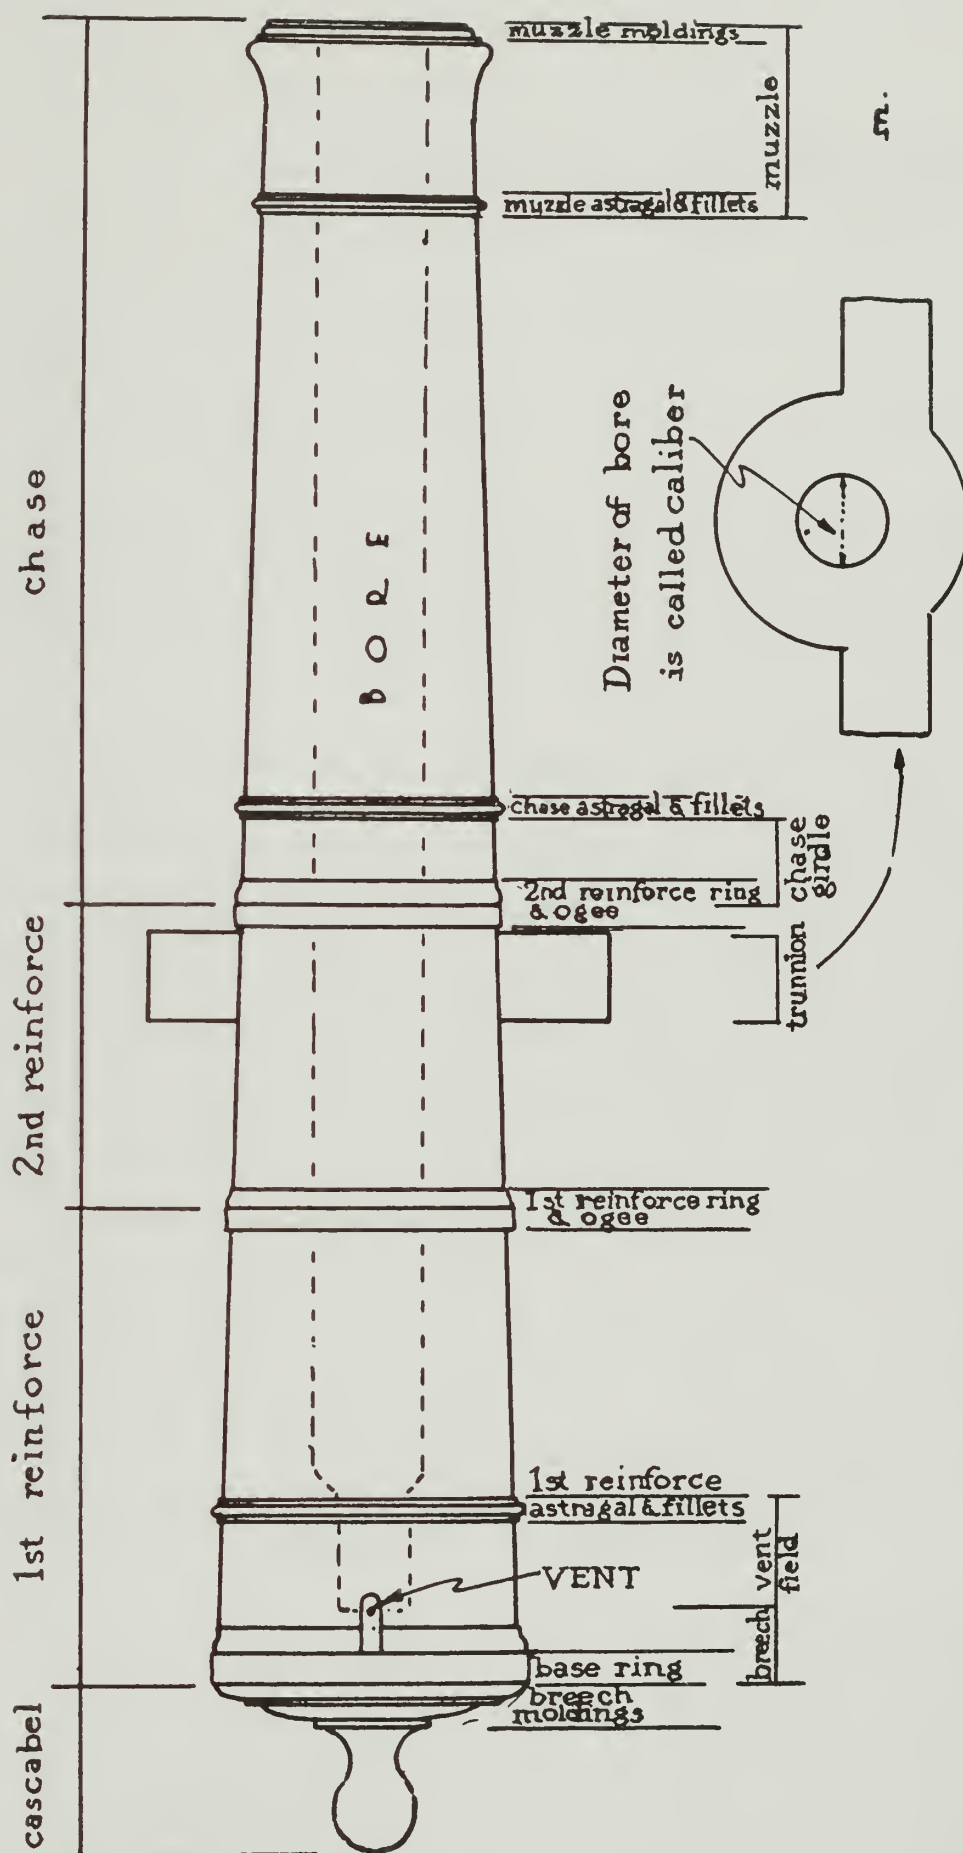 muzzle moldings
muzzle
m.
muzzle astragal & fillets
chase
BORE
Diameter of bore
is called caliber
chase astragal & fillets
chase
girdle
2nd reinforce ring
& ogee
trunnion
2nd reinforce
1st reinforce ring
& ogee
1st reinforce
1st reinforce
astragal & fillets
vent
field
VENT
breech
base ring
breech
moldings
cascabel